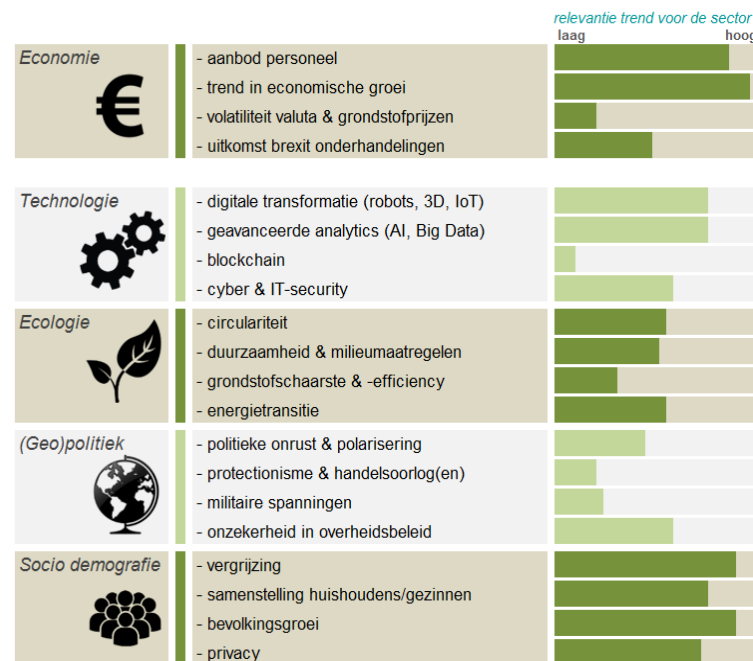 relevantie trend voor de sector
laag hoog
Economie
- aanbod personeel
- trend in economische groei
- volatiliteit valuta & grondstofprijzen
- uitkomst brexit onderhandelingen
Technologie
- digitale transformatie (robots, 3D, IoT)
- geavanceerde analytics (AI, Big Data)
- blockchain
- cyber & IT-security
Ecologie
- circulariteit
- duurzaamheid & milieumaatregelen
- grondstofschaarste & -efficiency
- energietransitie
(Geo)politiek
- politieke onrust & polarisering
- protectionisme & handelsoorlog(en)
- militaire spanningen
- onzekerheid in overheidsbeleid
Socio demografie
- vergrijzing
- samenstelling huishoudens/gezinnen
- bevolkingsgroei
- privacy